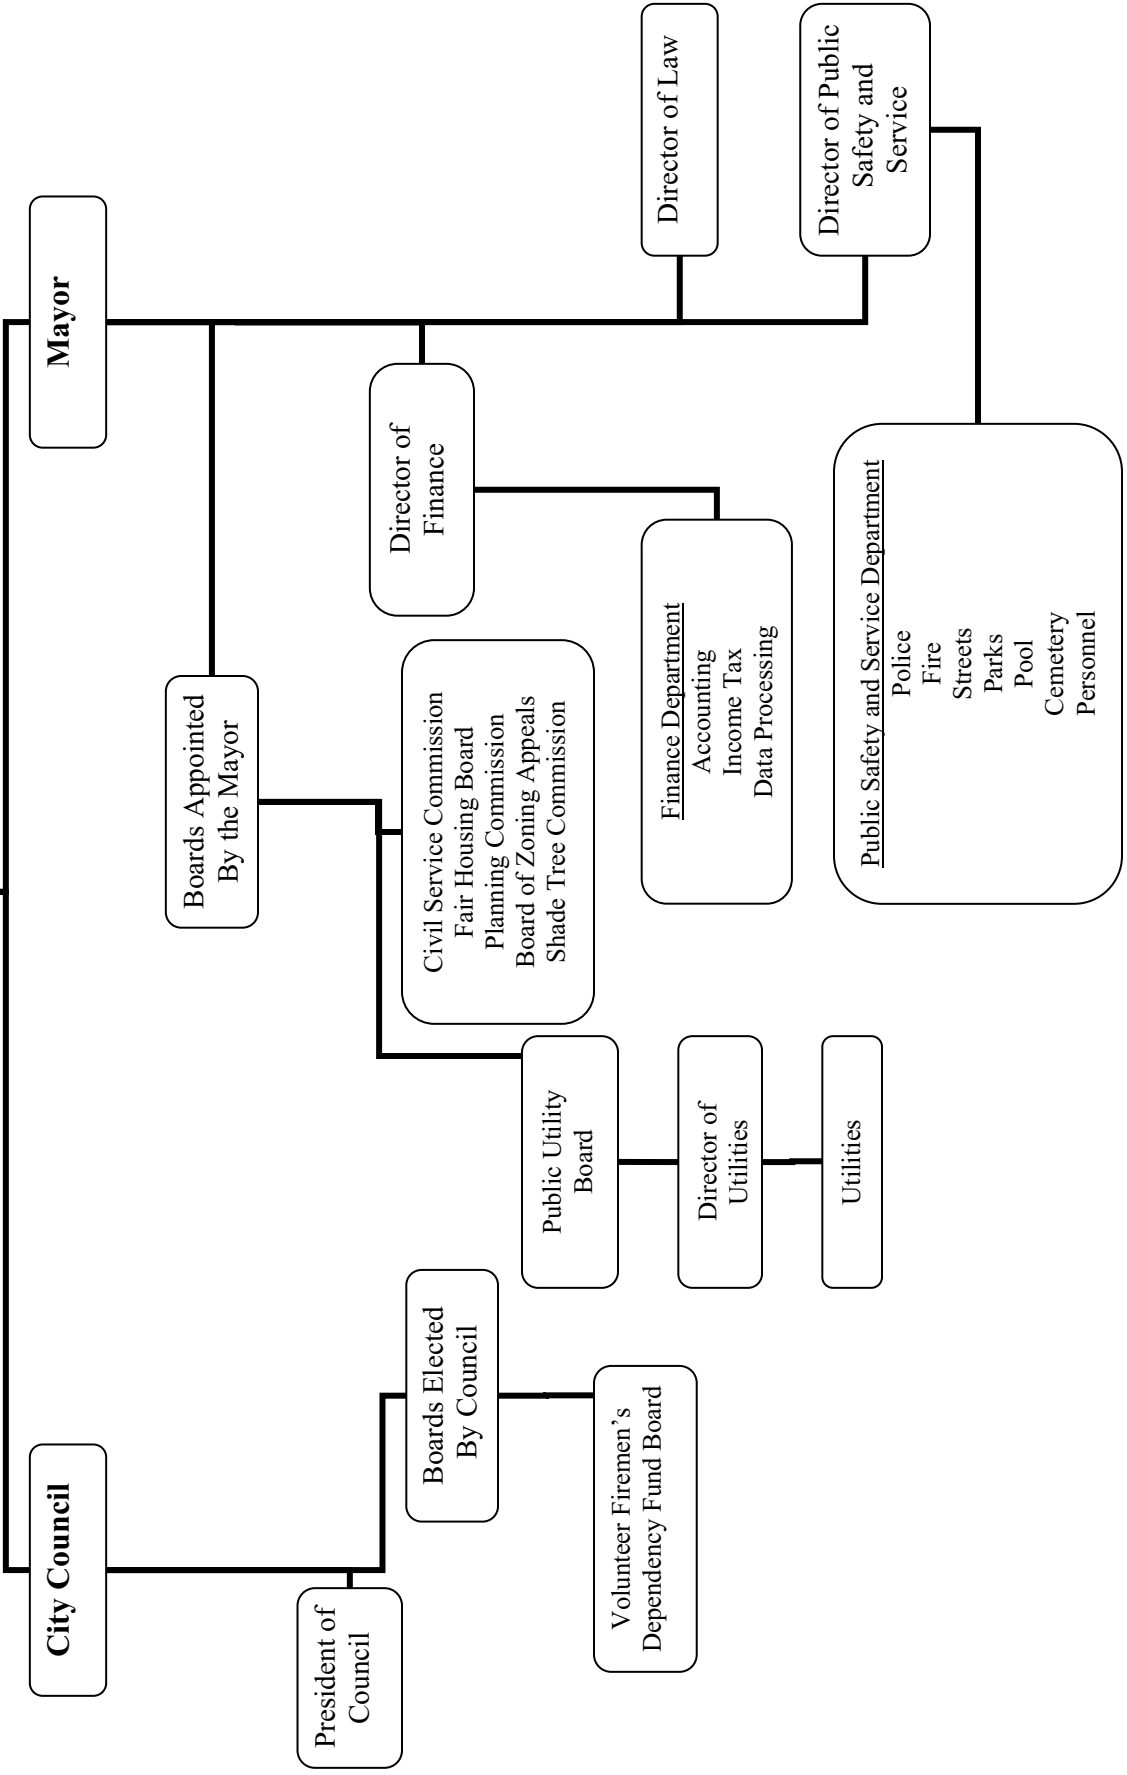 City Council
Mayor
President of
Council
Boards Elected
By Council
Volunteer Firemen's
Dependency Fund Board
Boards Appointed
By the Mayor
Public Utility
Board
Director of
Utilities
Utilities
Civil Service Commission
Fair Housing Board
Planning Commission
Board of Zoning Appeals
Shade Tree Commission
Director of
Finance
Finance Department
Accounting
Income Tax
Data Processing
Director of Law
Director of Public
Safety and
Service
Public Safety and Service Department
Police
Fire
Streets
Parks
Pool
Cemetery
Personnel